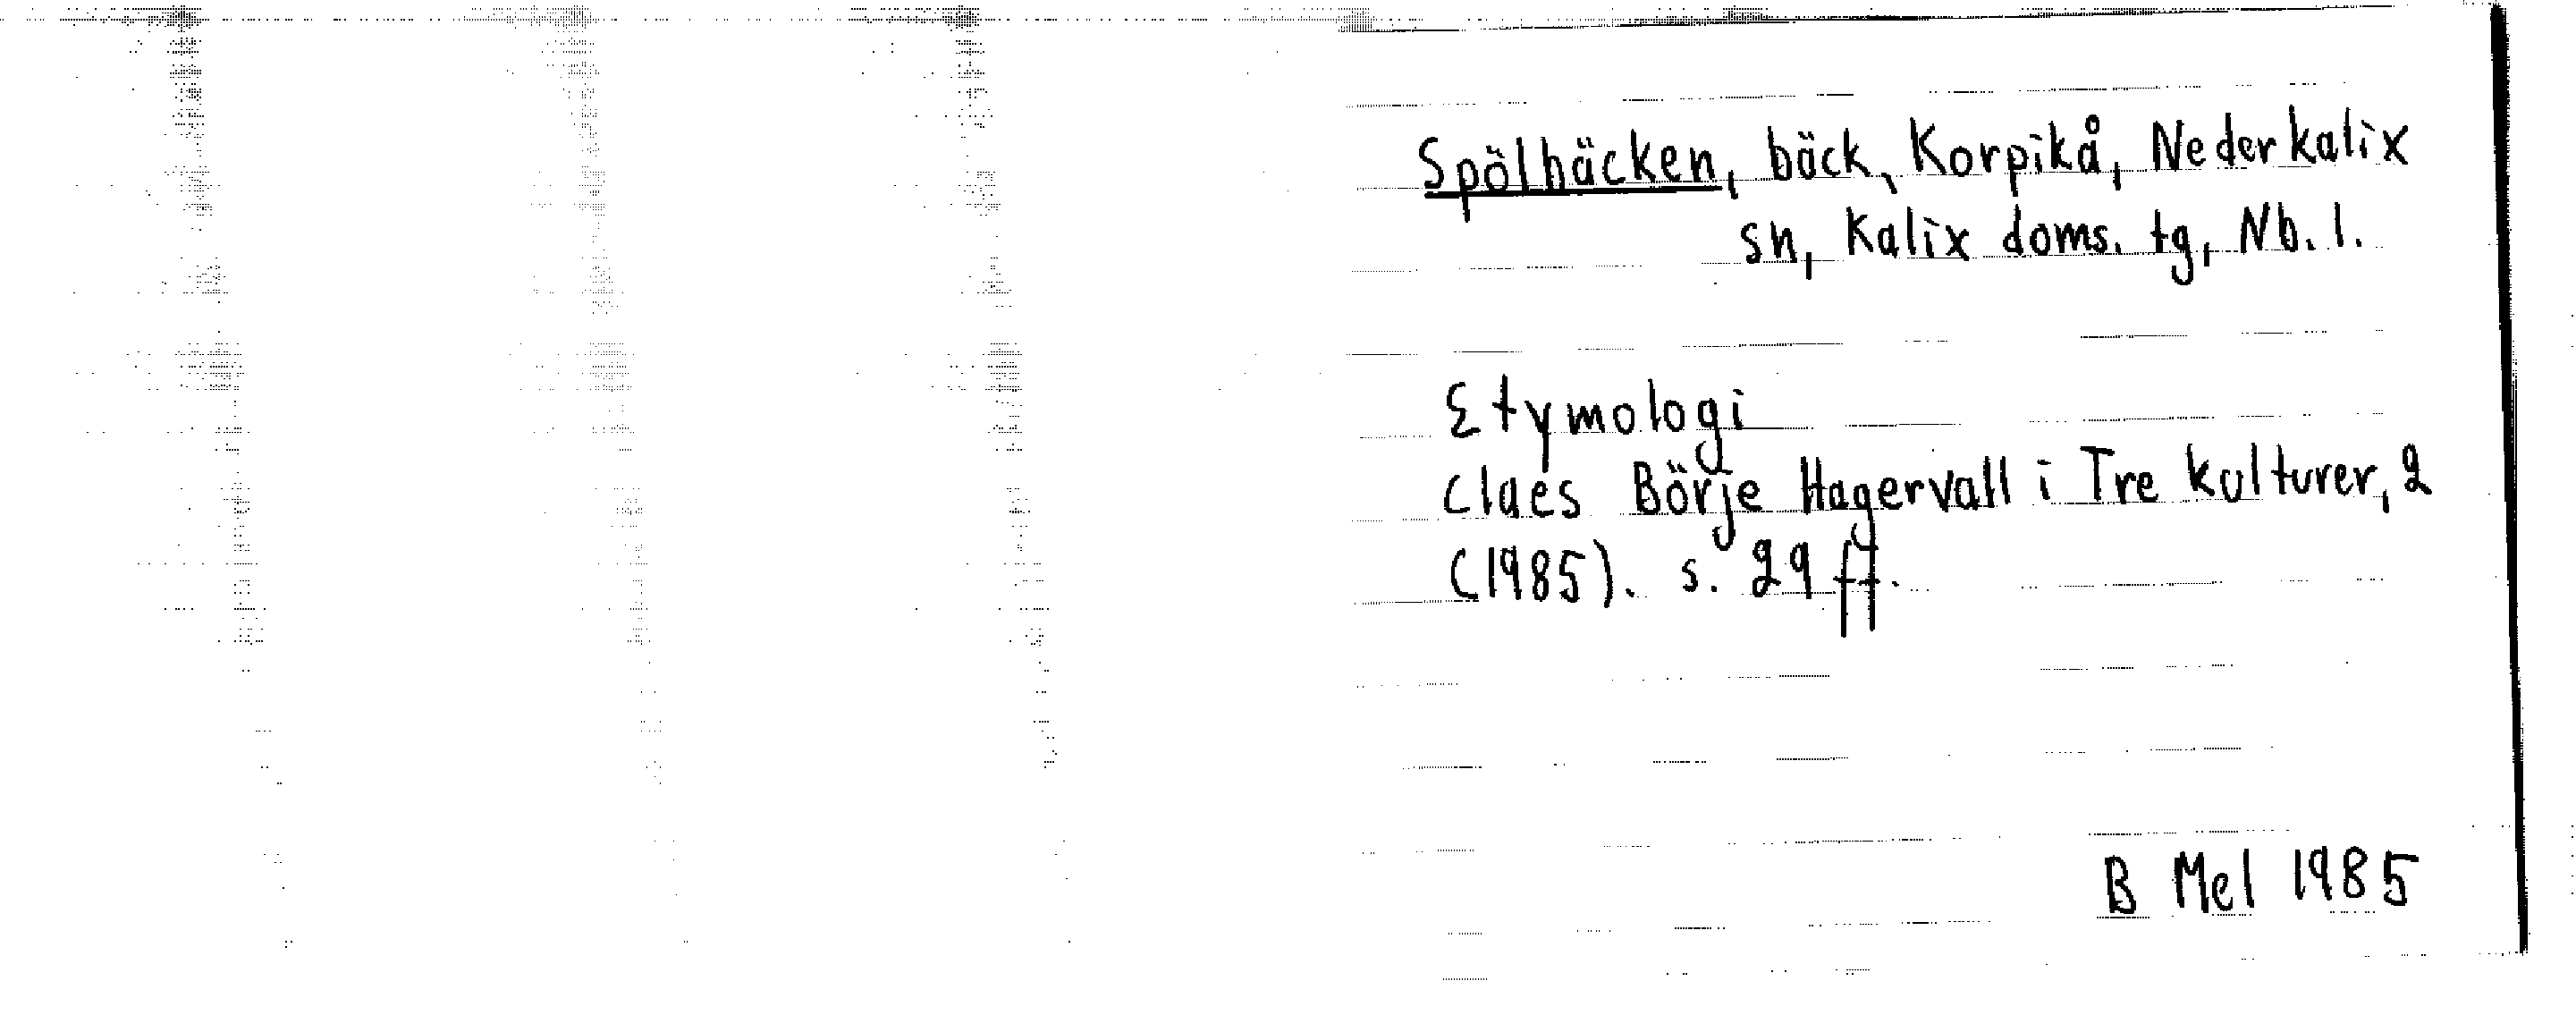 Spölhäcken, bäck, Korpikå, Nederkalix
sn, Kalix doms. tg, Nb. l.
Etymologi
Claes Börje Hagervall i Tre kulturer, 2
(1985). s. 29 ff.
B Mel 1985